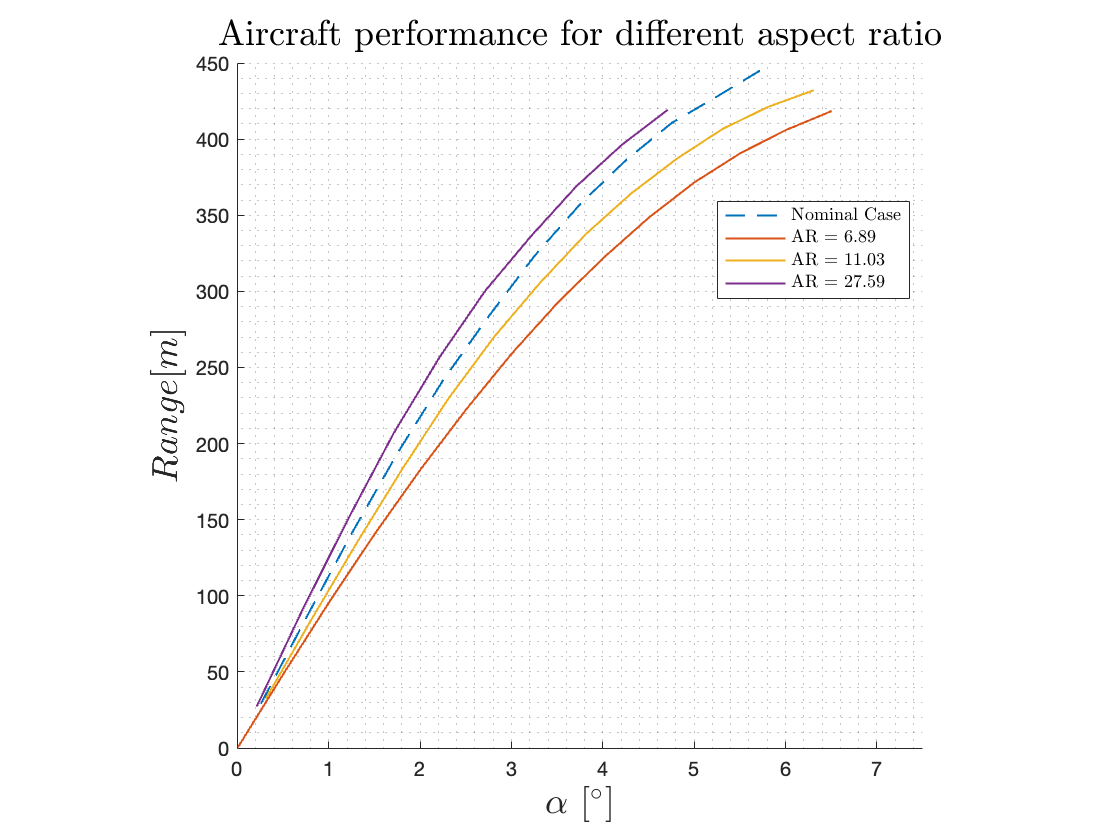 Aircraft performance for different aspect ratio
450
400
350
300
250
200
150
100
50
0
Range[m]
Nominal Case
AR = 6.89
AR = 11.03
AR = 27.59
0 1 2 3 4 5 6 7
α [°]